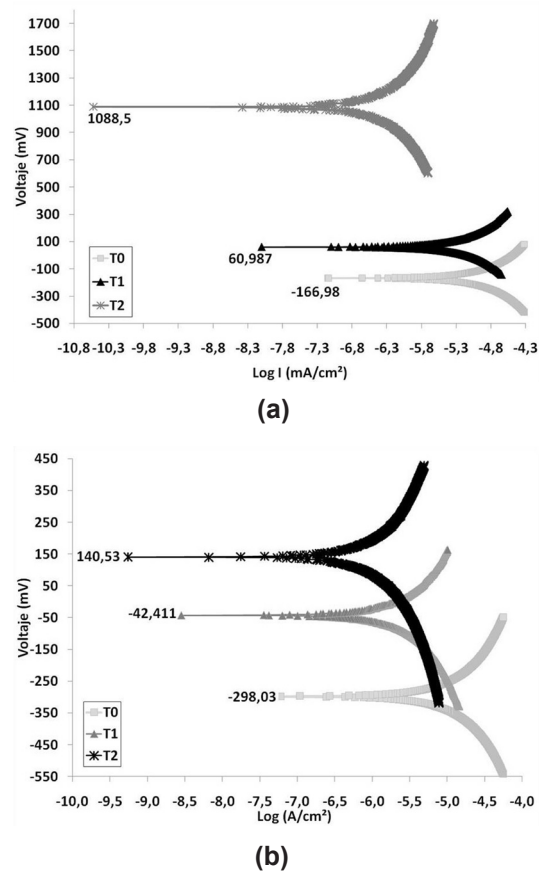 1700
1500
1300
1100
900
700
500
300
100
-100
-300
-500
Voltaje (mV)
1088,5
60,987
-166,98
T0
T1
T2
-10,8 -10,3 -9,8 -9,3 -8,8 -8,3 -7,8 -7,3 -6,8 -6,3 -5,8 -5,3 -4,8 -4,3
Log I (mA/cm²)
(a)
450
350
250
150
50
-50
-150
-250
-350
-450
-550
Voltaje (mV)
140,53
-42,411
-298,03
T0
T1
T2
-10,0 -9,5 -9,0 -8,5 -8,0 -7,5 -7,0 -6,5 -6,0 -5,5 -5,0 -4,5 -4,0
Log (A/cm²)
(b)